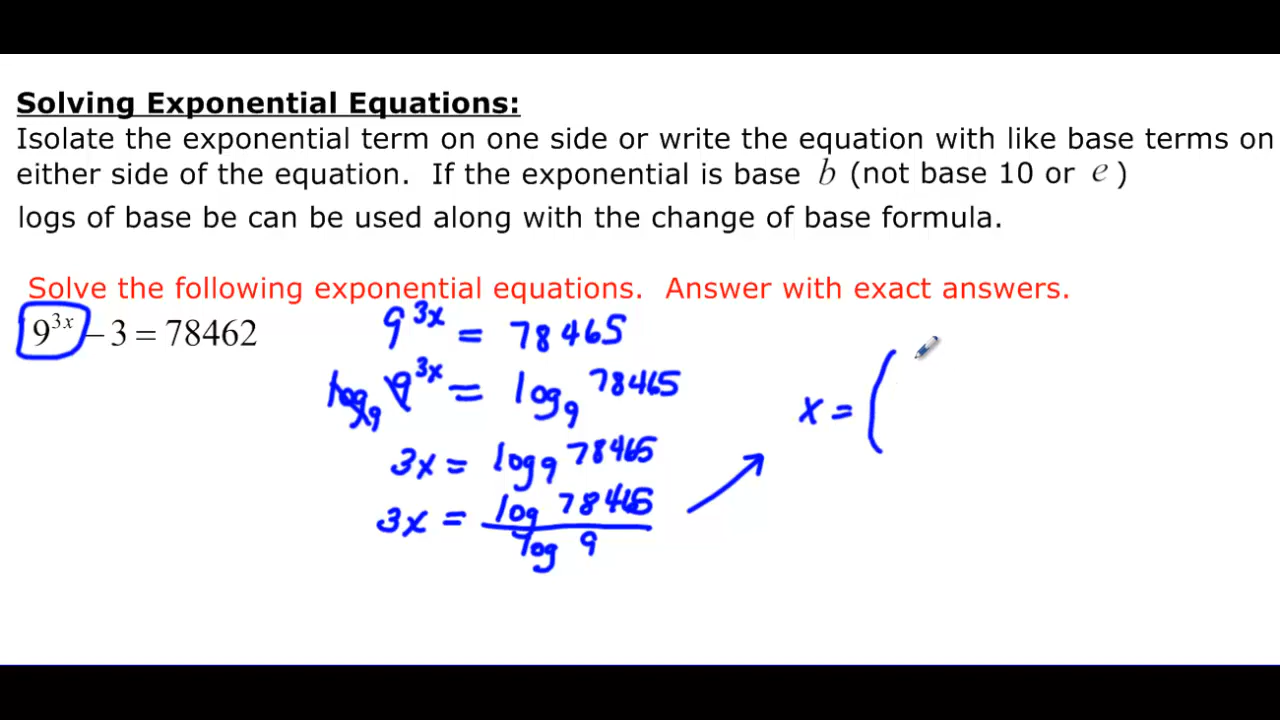 Solving Exponential Equations:
Isolate the exponential term on one side or write the equation with like base terms on
either side of the equation. If the exponential is base b (not base 10 or e)
logs of base be can be used along with the change of base formula.
Solve the following exponential equations. Answer with exact answers.
9^{3x} − 3 = 78462
9^{3x} = 78465
log_9 9^{3x} = log_9 78465
3x = log_9 78465
3x = \frac{log 78465}{log 9}
x = (